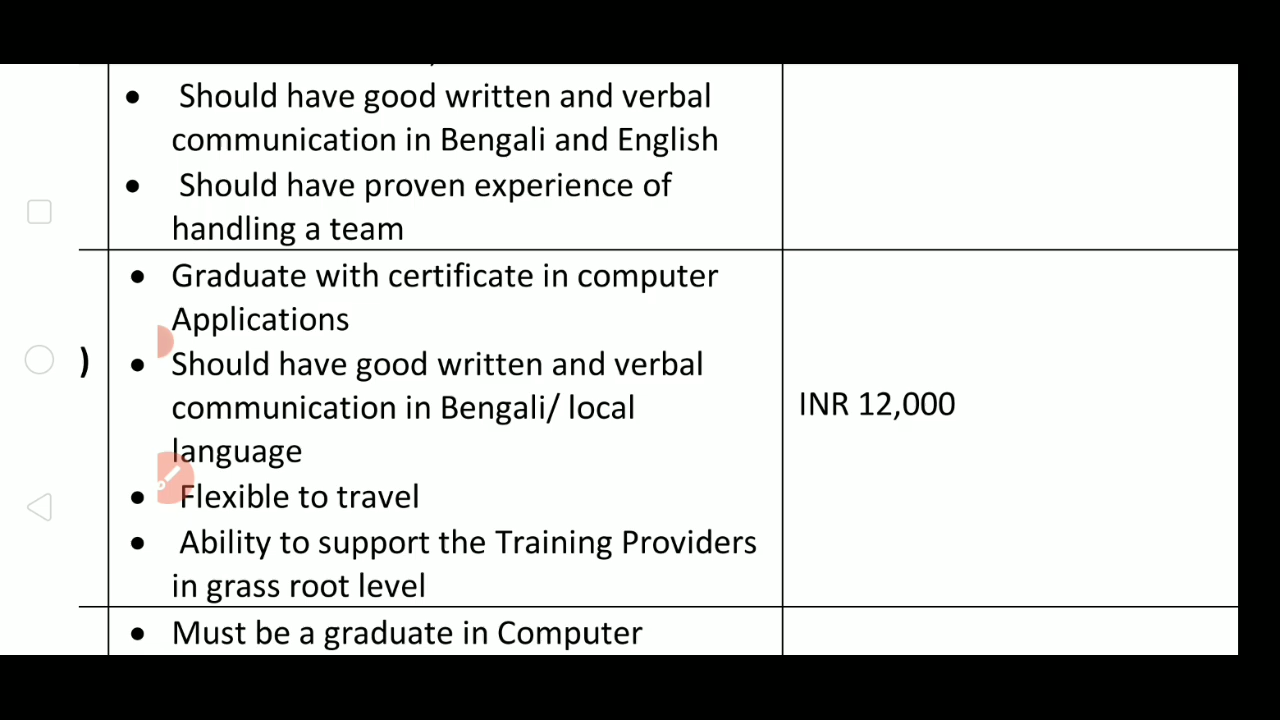 • Should have good written and verbal
communication in Bengali and English
• Should have proven experience of
handling a team
)
• Graduate with certificate in computer
Applications
• Should have good written and verbal
communication in Bengali/ local
language
• Flexible to travel
• Ability to support the Training Providers
in grass root level
INR 12,000
• Must be a graduate in Computer